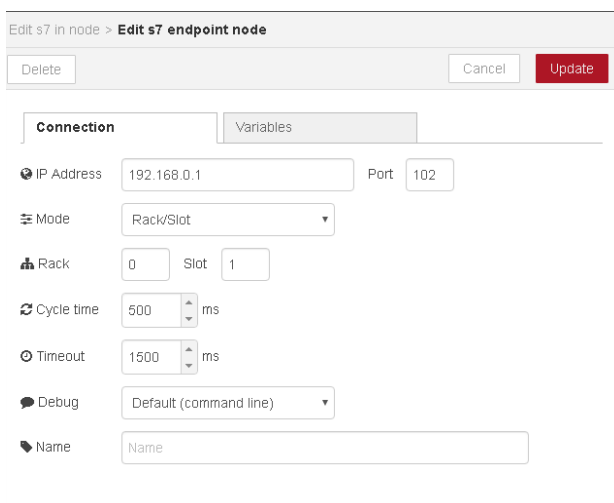 Edit s7 in node > Edit s7 endpoint node
Delete Cancel Update
Connection Variables
IP Address 192.168.0.1 Port 102
Mode Rack/Slot
Rack 0 Slot 1
Cycle time 500 ms
Timeout 1500 ms
Debug Default (command line)
Name Name